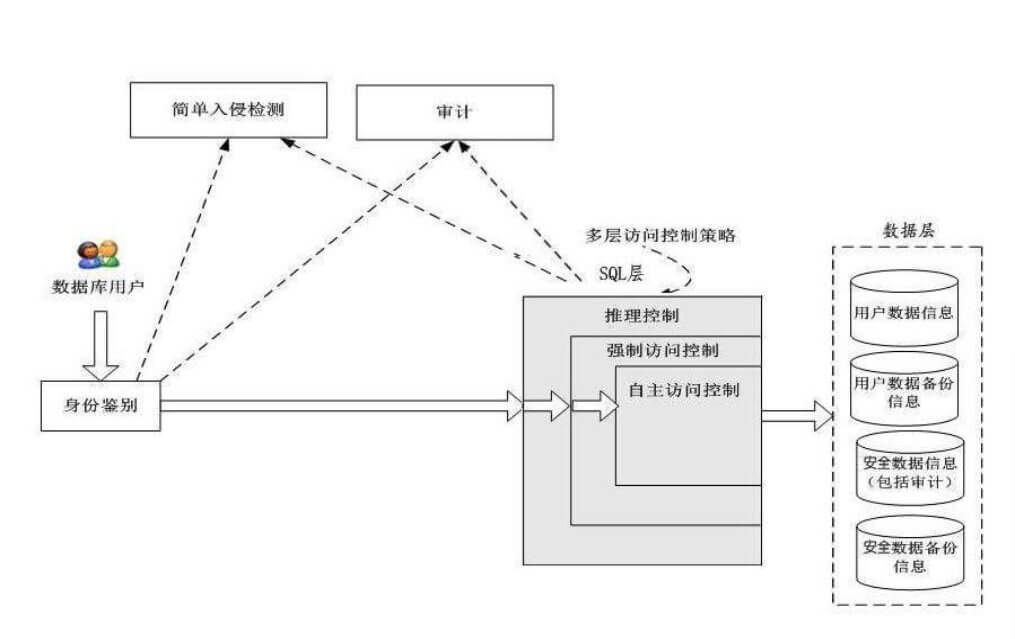 简单入侵检测
审计
多层访问控制策略
数据层
SQL层
数据库用户
用户数据信息
推理控制
强制访问控制
自主访问控制
用户数据备份
信息
身份鉴别
安全数据信息
（包括审计）
安全数据备份
信息